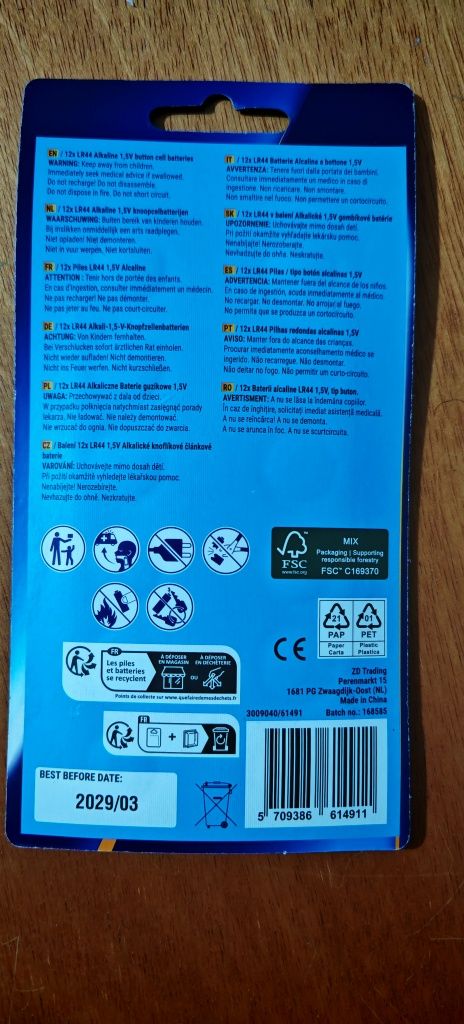 EN / 12x LR44 Alkaline 1,5V button cell batteries
WARNING: Keep away from children.
Immediately seek medical advice if swallowed.
Do not recharge! Do not disassemble.
Do not dispose in fire. Do not short circuit.
NL / 12x LR44 Alkaline 1,5V knoopcelbatterijen
WAARSCHUWING: Buiten bereik van kinderen houden.
Bij inslikken onmiddellijk een arts raadplegen.
Niet opladen! Niet demonteren.
Niet in vuur werpen. Niet kortsluiten.
FR / 12x Piles LR44 1,5V Alcaline
ATTENTION : Tenir hors de portée des enfants.
En cas d'ingestion, consulter immédiatement un médecin.
Ne pas recharger! Ne pas démonter.
Ne pas jeter au feu. Ne pas court-circuiter.
DE / 12x LR44 Alkali-1,5-V-Knopfzellenbatterien
ACHTUNG: Von Kindern fernhalten.
Bei Verschlucken sofort ärztlichen Rat einholen.
Nicht wieder aufladen! Nicht demontieren.
Nicht ins Feuer werfen. Nicht kurzschließen.
PL / 12x LR44 Alkaliczne Baterie guzikowe 1,5V
UWAGA: Przechowywać z dala od dzieci.
W przypadku połknięcia natychmiast zasięgnąć porady
lekarza. Nie ładować. Nie należy demontować.
Nie wrzucać do ognia. Nie dopuszczać do zwarcia.
CZ / Balení 12x LR44 1,5V Alkalické knoflíkové článkové
baterie
VAROVÁNÍ: Uchovávejte mimo dosah dětí.
Při požití okamžitě vyhledejte lékařskou pomoc.
Nenabíjejte! Nerozebírejte.
Nevhazujte do ohně. Nezkratujte.
IT / 12x LR44 Batterie Alcalina a bottone 1,5V
AVVERTENZA: Tenere fuori dalla portata dei bambini.
Consultare immediatamente un medico in caso di
ingestione. Non ricaricare. Non smontare.
Non smaltire nel fuoco. Non permettere un cortocircuito.
SK / 12x LR44 v balení Alkalické 1,5V gombíkové batérie
UPOZORNENIE: Uchovávajte mimo dosah detí.
Pri požití okamžite vyhľadajte lekársku pomoc.
Nenabíjajte! Nerozoberajte.
Nevhadzujte do ohňa. Neskratujte.
ES / 12x LR44 Pilas / tipo botón alcalinas 1,5V
ADVERTENCIA: Mantener fuera del alcance de los niños.
En caso de ingestión, acuda inmediatamente al médico.
No recargar. No desmontar. No arrojar al fuego.
No permita que se produzca un cortocircuito.
PT / 12x LR44 Pilhas redondas alcalinas 1,5V
AVISO: Manter fora do alcance das crianças.
Procurar imediatamente aconselhamento médico se
ingerido. Não recarregar. Não desmontar.
Não deitar no fogo. Não permitir um curto-circuito.
RO / 12x Baterii alcaline LR44 1,5V, tip buton.
AVERTISMENT: A nu se lăsa la îndemâna copiilor.
În caz de înghițire, solicitați imediat asistență medicală.
A nu se reîncărca! A nu se demonta.
A nu se arunca în foc. A nu se scurtcircuita.
FSC
www.fsc.org
MIX
Packaging | Supporting
responsible forestry
FSC™ C169370
21
PAP
Paper
Carta
01
PET
Plastic
Plastica
CE
FR
Les piles
et batteries
se recyclent
À DÉPOSER
EN MAGASIN
OU
À DÉPOSER
EN DÉCHÈTERIE
Points de collecte sur www.quefairedemesdechets.fr
ZD Trading
Perenmarkt 15
1681 PG Zwaagdijk-Oost (NL)
Made in China
3009040/61491 Batch no.: 168585
FR
+
BEST BEFORE DATE:
2029/03
5 709386 614911